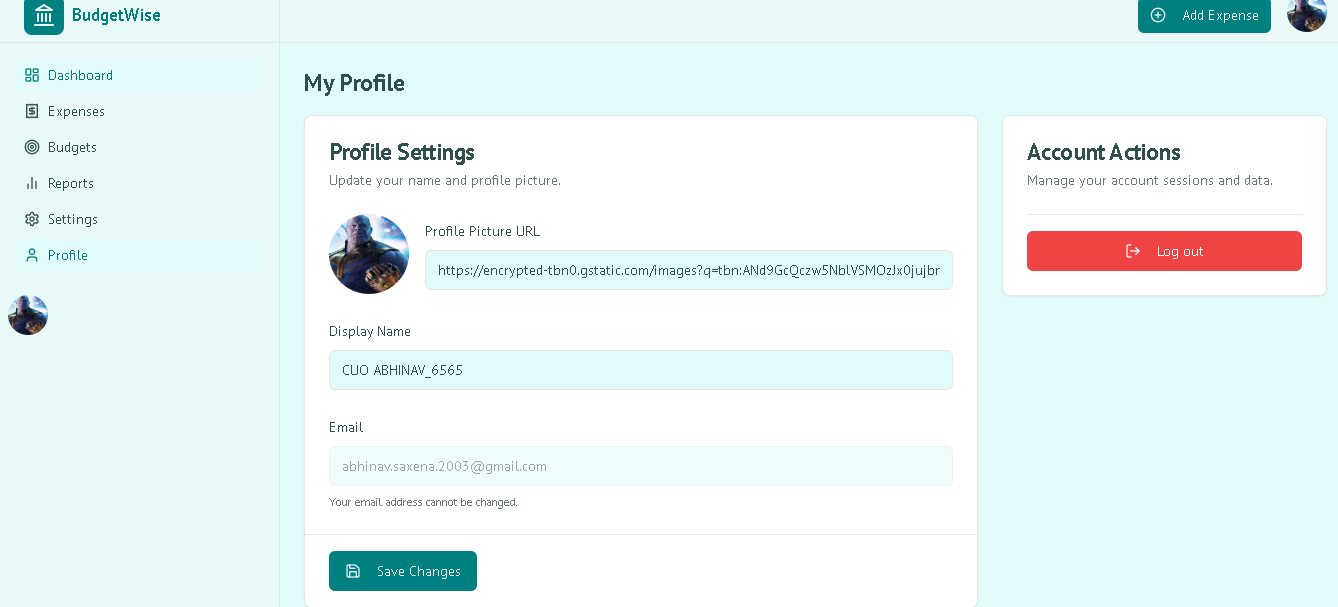 BudgetWise
Add Expense
Dashboard
Expenses
Budgets
Reports
Settings
Profile
My Profile
Profile Settings
Update your name and profile picture.
Profile Picture URL
https://encrypted-tbn0.gstatic.com/images?q=tbn:ANd9GcQczw5NblVSMOzJx0jujbr
Display Name
CUO ABHINAV_6565
Email
abhinav.saxena.2003@gmail.com
Your email address cannot be changed.
Save Changes
Account Actions
Manage your account sessions and data.
Log out